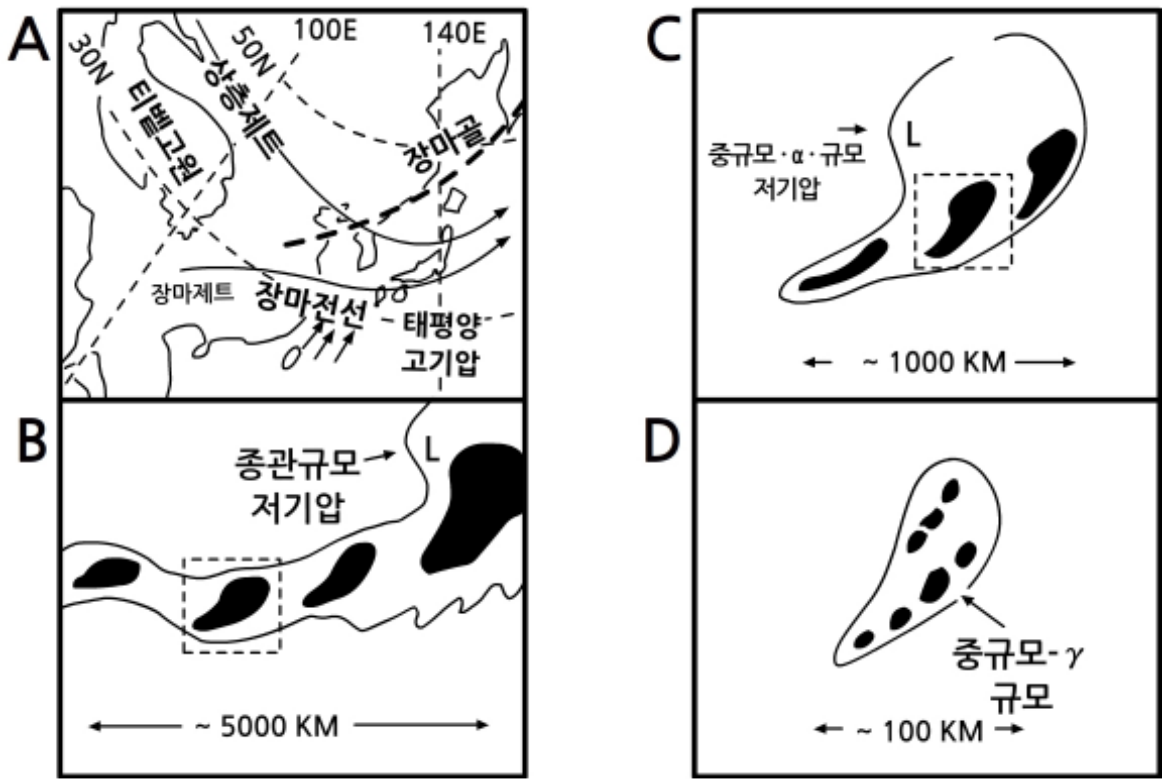 A
30N
티벨고원
상층제트
50N
100E
140E
장마골
장마제트
장마전선
태평양
고기압
B
종관규모
저기압
L
~ 5000 KM
C
중규모·α·규모
저기압
L
~ 1000 KM
D
중규모-γ
규모
~ 100 KM